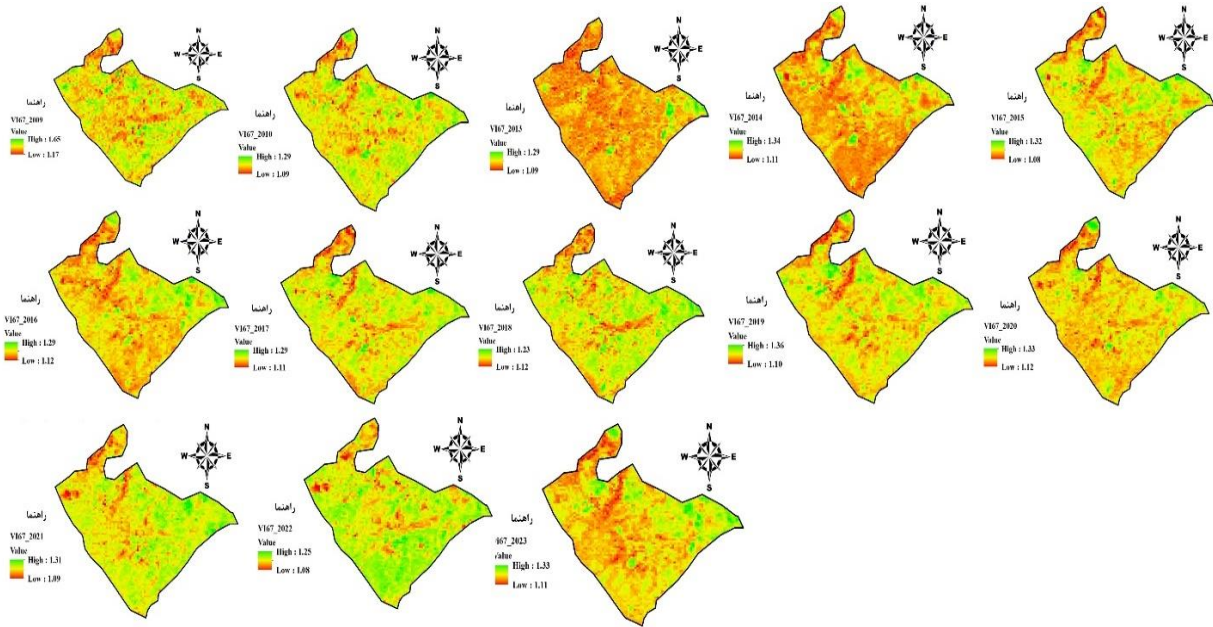 N
W E
S
راهنما
VI67_2009
Value
High : 1.65
Low : 1.17
N
W E
S
راهنما
VI67_2010
Value
High : 1.29
Low : 1.09
N
W E
S
راهنما
VI67_2013
Value
High : 1.29
Low : 1.09
N
W E
S
راهنما
VI67_2014
Value
High : 1.34
Low : 1.11
N
W E
S
راهنما
VI67_2015
Value
High : 1.32
Low : 1.08
N
W E
S
راهنما
VI67_2016
Value
High : 1.29
Low : 1.12
N
W E
S
راهنما
VI67_2017
Value
High : 1.29
Low : 1.11
N
W E
S
راهنما
VI67_2018
Value
High : 1.23
Low : 1.12
N
W E
S
راهنما
VI67_2019
Value
High : 1.36
Low : 1.10
N
W E
S
راهنما
VI67_2020
Value
High : 1.33
Low : 1.12
N
W E
S
راهنما
VI67_2021
Value
High : 1.31
Low : 1.09
N
W E
S
راهنما
VI67_2022
Value
High : 1.25
Low : 1.08
N
W E
S
راهنما
I67_2023
Value
High : 1.33
Low : 1.11